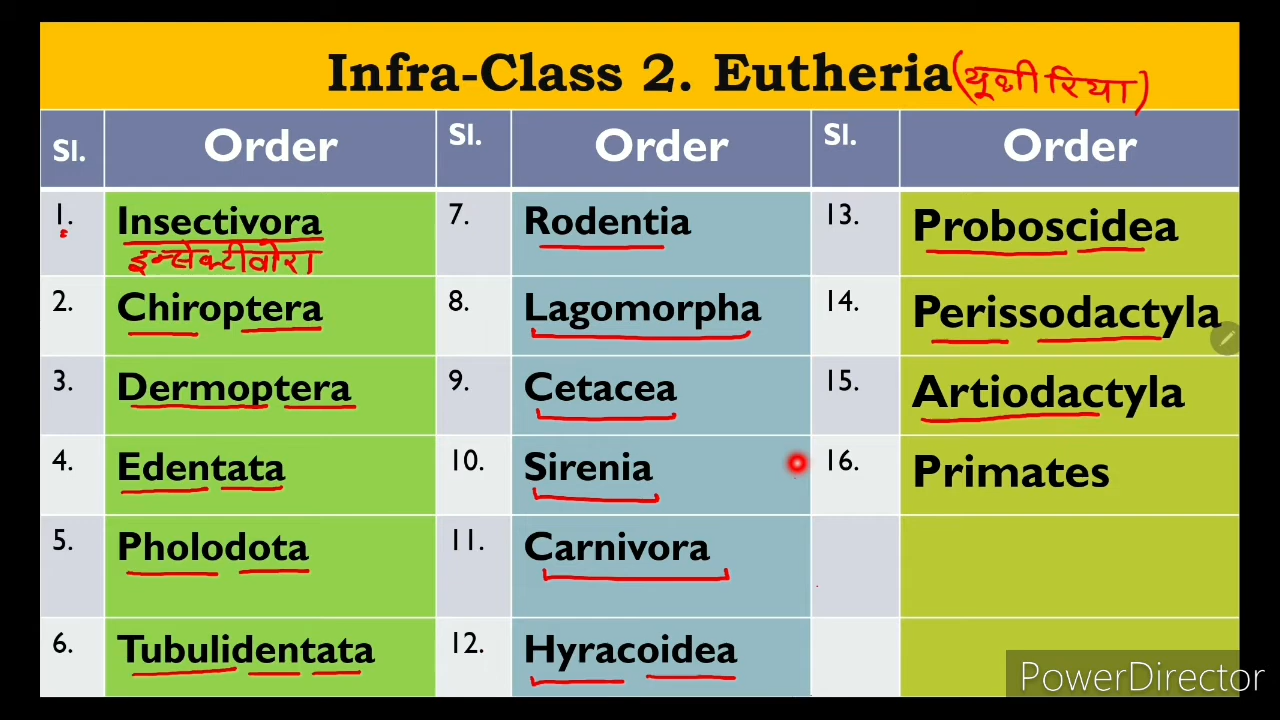 Infra-Class 2. Eutheria (यूथीरिया)
Sl. Order Sl. Order Sl. Order
1. Insectivora 7. Rodentia 13. Proboscidea
इन्सेक्टीवोरा
2. Chiroptera 8. Lagomorpha 14. Perissodactyla
3. Dermoptera 9. Cetacea 15. Artiodactyla
4. Edentata 10. Sirenia 16. Primates
5. Pholodota 11. Carnivora
6. Tubulidentata 12. Hyracoidea
PowerDirector